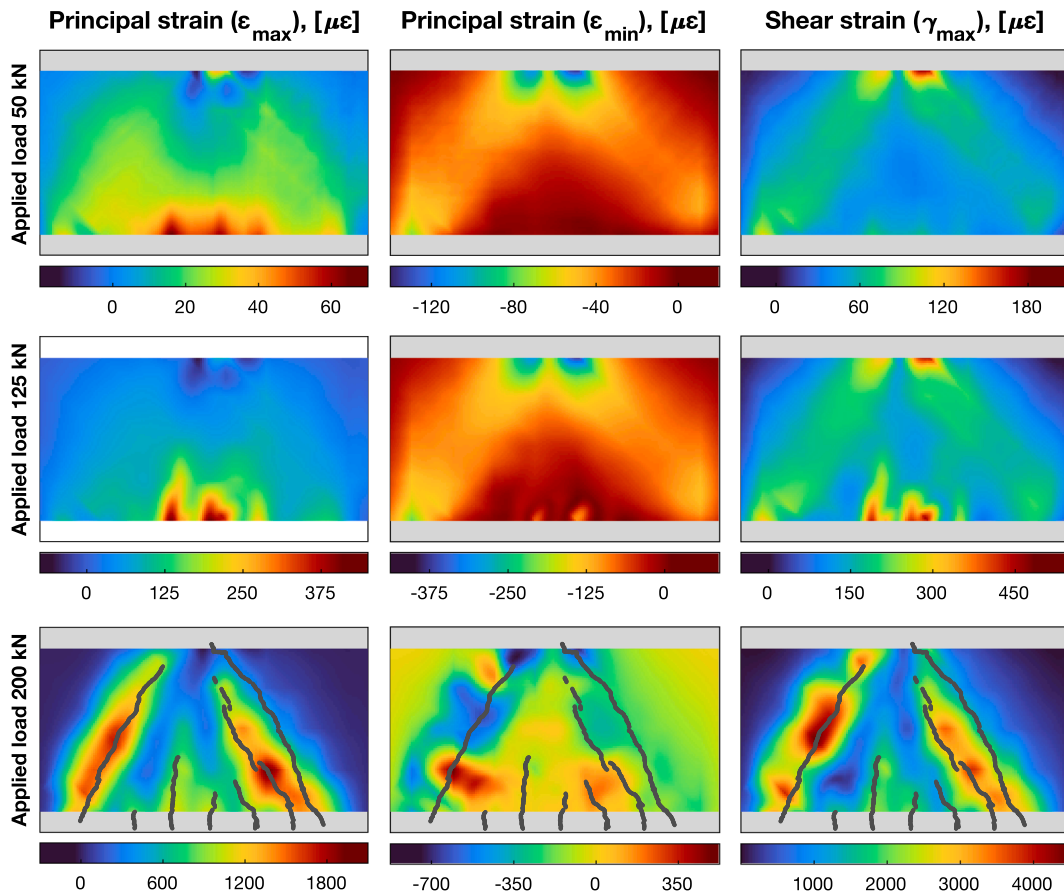 Principal strain (ε_max), [με]
Principal strain (ε_min), [με]
Shear strain (γ_max), [με]
Applied load 50 kN
0 20 40 60
-120 -80 -40 0
0 60 120 180
Applied load 125 kN
0 125 250 375
-375 -250 -125 0
0 150 300 450
Applied load 200 kN
0 600 1200 1800
-700 -350 0 350
1000 2000 3000 4000